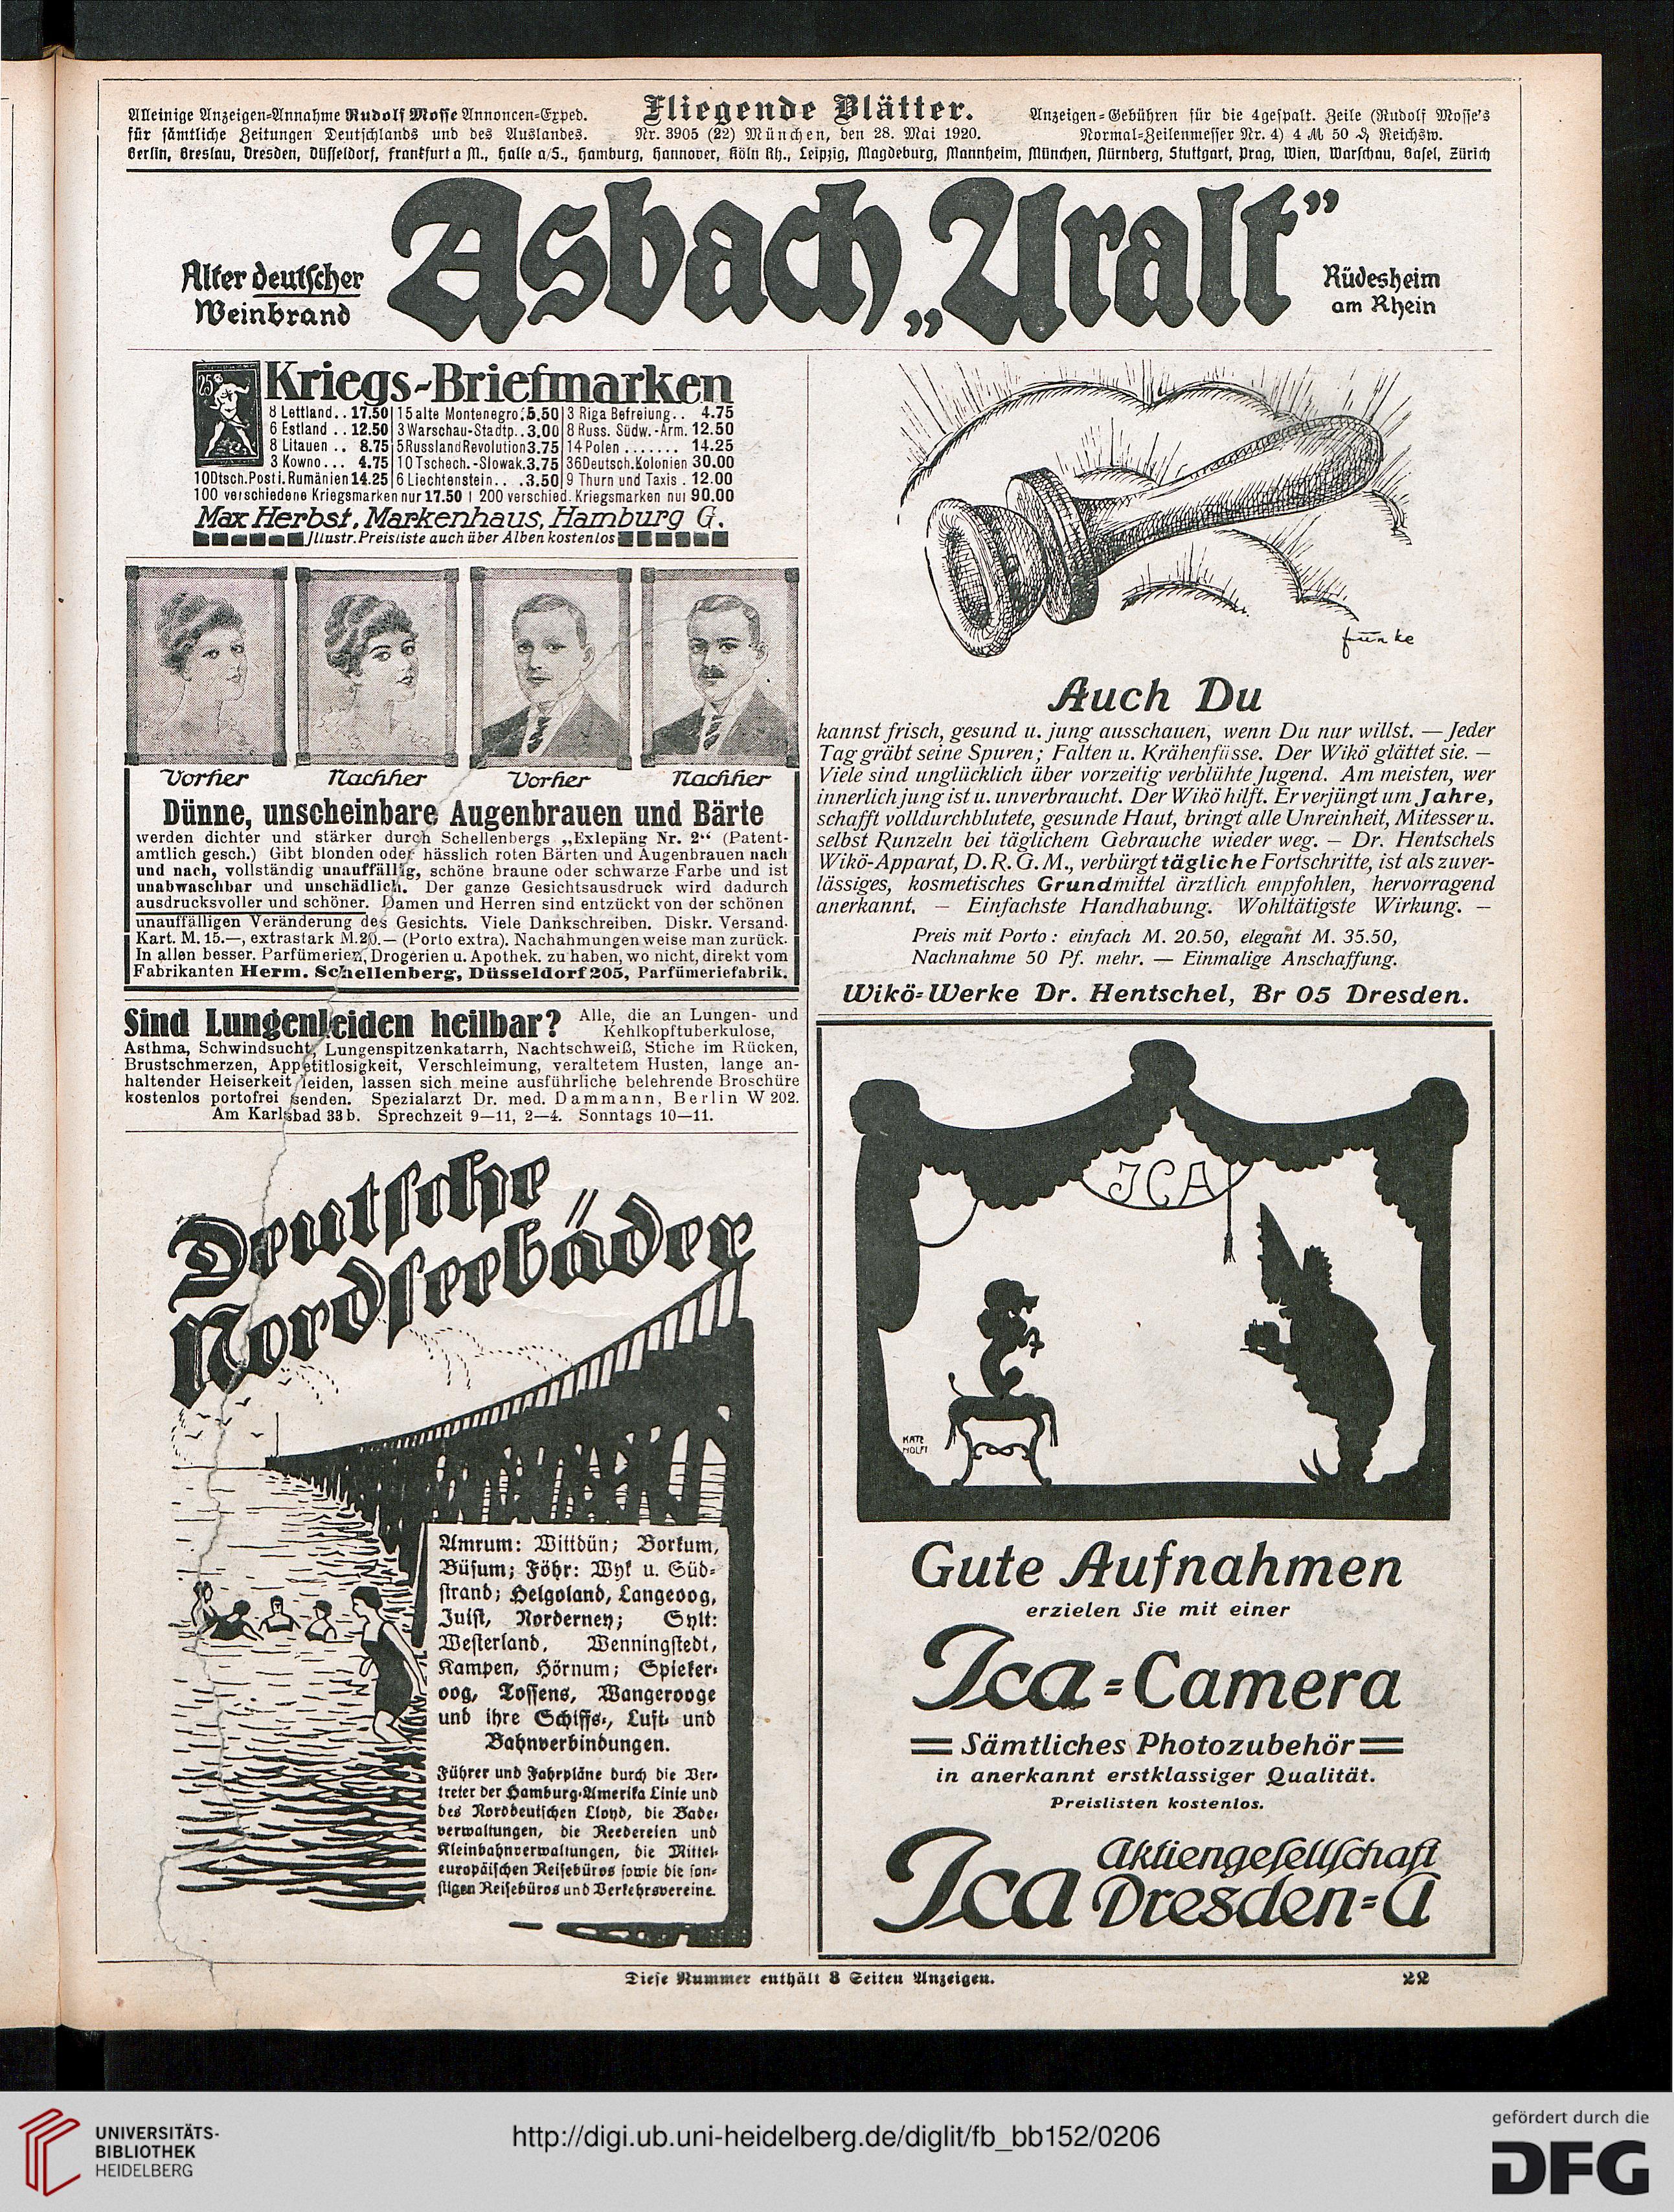 Alleinige Anzeigen-Annahme Rudolf Mosse Annoncen-Exped.
für sämtliche Zeitungen Deutschlands und des Auslandes.
Fliegende Blätter.
Nr. 3905 (22) München, den 28. Mai 1920.
Anzeigen-Gebühren für die 4gespalt. Zeile (Rudolf Mosse's
Normal-Zeilenmesser Nr. 4) 4 M 50 ₰ Reichsw.
Berlin, Breslau, Dresden, Düsseldorf, Frankfurt a M., Halle a/S., Hamburg, Hannover, Köln Rh., Leipzig, Magdeburg, Mannheim, München, Nürnberg, Stuttgart, Prag, Wien, Warschau, Basel, Zürich
Alter deutscher
Weinbrand
Asbach „Uralt”
Rüdesheim
am Rhein
25
Kriegs-Briefmarken
8 Lettland.. 17.50 | 15 alte Montenegro. 5.50 | 3 Riga Befreiung.. 4.75
6 Estland .. 12.50 | 3 Warschau-Stadtp.. 3.00 | 8 Russ. Südw.-Arm. 12.50
8 Litauen .. 8.75 | 5 Russland Revolution 3.75 | 14 Polen ....... 14.25
3 Kowno... 4.75 | 10 Tschech.-Slowak. 3.75 | 36 Deutsch. Kolonien 30.00
10 Dtsch. Post i. Rumänien 14.25 | 6 Liechtenstein.. .3.50 | 9 Thurn und Taxis . 12.00
100 verschiedene Kriegsmarken nur 17.50 | 200 verschied. Kriegsmarken nur 90.00
Max Herbst, Markenhaus, Hamburg G.
Jllustr. Preisliste auch über Alben kostenlos
Vorher Nachher Vorher Nachher
Dünne, unscheinbare Augenbrauen und Bärte
werden dichter und stärker durch Schellenbergs „Exlepäng Nr. 2“ (Patent-
amtlich gesch.) Gibt blonden oder hässlich roten Bärten und Augenbrauen nach
und nach, vollständig unauffällig, schöne braune oder schwarze Farbe und ist
unabwaschbar und unschädlich. Der ganze Gesichtsausdruck wird dadurch
ausdrucksvoller und schöner. Damen und Herren sind entzückt von der schönen
unauffälligen Veränderung des Gesichts. Viele Dankschreiben. Diskr. Versand.
Kart. M. 15.—, extrastark M. 20.— (Porto extra). Nachahmungen weise man zurück.
In allen besser. Parfümerien, Drogerien u. Apothek. zu haben, wo nicht, direkt vom
Fabrikanten Herm. Schellenberg, Düsseldorf 205, Parfümeriefabrik.
Sind Lungenleiden heilbar? Alle, die an Lungen- und
Kehlkopftuberkulose,
Asthma, Schwindsucht, Lungenspitzenkatarrh, Nachtschweiß, Stiche im Rücken,
Brustschmerzen, Appetitlosigkeit, Verschleimung, veraltetem Husten, lange an-
haltender Heiserkeit leiden, lassen sich meine ausführliche belehrende Broschüre
kostenlos portofrei senden. Spezialarzt Dr. med. Dammann, Berlin W 202.
Am Karlsbad 33 b. Sprechzeit 9—11, 2—4. Sonntags 10—11.
Deutsche
Nordseebäder
Amrum: Wittdün; Borkum,
Büsum; Föhr: Wyk u. Süd-
strand; Helgoland, Langeoog,
Juist, Norderney; Sylt:
Westerland, Wenningstedt,
Kampen, Hörnum; Spieker-
oog, Tossens, Wangerooge
und ihre Schiffs-, Luft- und
Bahnverbindungen.
Führer und Fahrpläne durch die Ver-
treter der Hamburg-Amerika Linie und
des Norddeutschen Lloyd, die Bade-
verwaltungen, die Reedereien und
Kleinbahnverwaltungen, die Mittel-
europäischen Reisebüros sowie die son-
stigen Reisebüros und Verkehrsvereine.
funke
Auch Du
kannst frisch, gesund u. jung ausschauen, wenn Du nur willst. — Jeder
Tag gräbt seine Spuren; Falten u. Krähenfüsse. Der Wikö glättet sie. —
Viele sind unglücklich über vorzeitig verblühte Jugend. Am meisten, wer
innerlich jung ist u. unverbraucht. Der Wikö hilft. Er verjüngt um Jahre,
schafft volldurchblutete, gesunde Haut, bringt alle Unreinheit, Mitesser u.
selbst Runzeln bei täglichem Gebrauche wieder weg. — Dr. Hentschels
Wikö-Apparat, D. R. G. M., verbürgt tägliche Fortschritte, ist als zuver-
lässiges, kosmetisches Grundmittel ärztlich empfohlen, hervorragend
anerkannt. — Einfachste Handhabung. Wohltätigste Wirkung. —
Preis mit Porto: einfach M. 20.50, elegant M. 35.50,
Nachnahme 50 Pf. mehr. — Einmalige Anschaffung.
Wikö-Werke Dr. Hentschel, Br 05 Dresden.
ICA
KATE
WOLFF
Gute Aufnahmen
erzielen Sie mit einer
Ica-Camera
Sämtliches Photozubehör
in anerkannt erstklassiger Qualität.
Preislisten kostenlos.
Ica Aktiengesellschaft
Dresden-A
Diese Nummer enthält 8 Seiten Anzeigen.
22
UNIVERSITÄTS-
BIBLIOTHEK
HEIDELBERG
http://digi.ub.uni-heidelberg.de/diglit/fb_bb152/0206
gefördert durch die
DFG